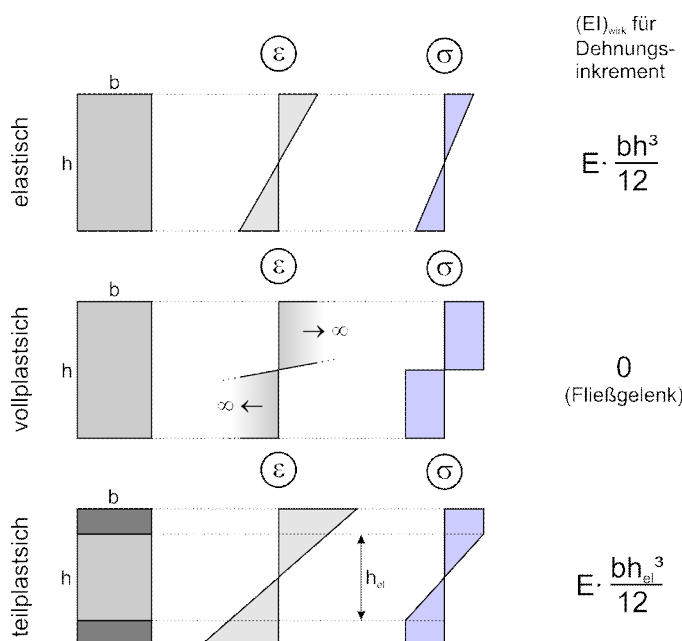 (EI)wirk für
Dehnungs-
inkrement
ε
σ
b
elastisch
h
E· bh³
12
ε
σ
b
vollplastsich
h
→ ∞
∞ ←
0
(Fließgelenk)
ε
σ
b
teilplastsich
h
hel
E· bhel³
12